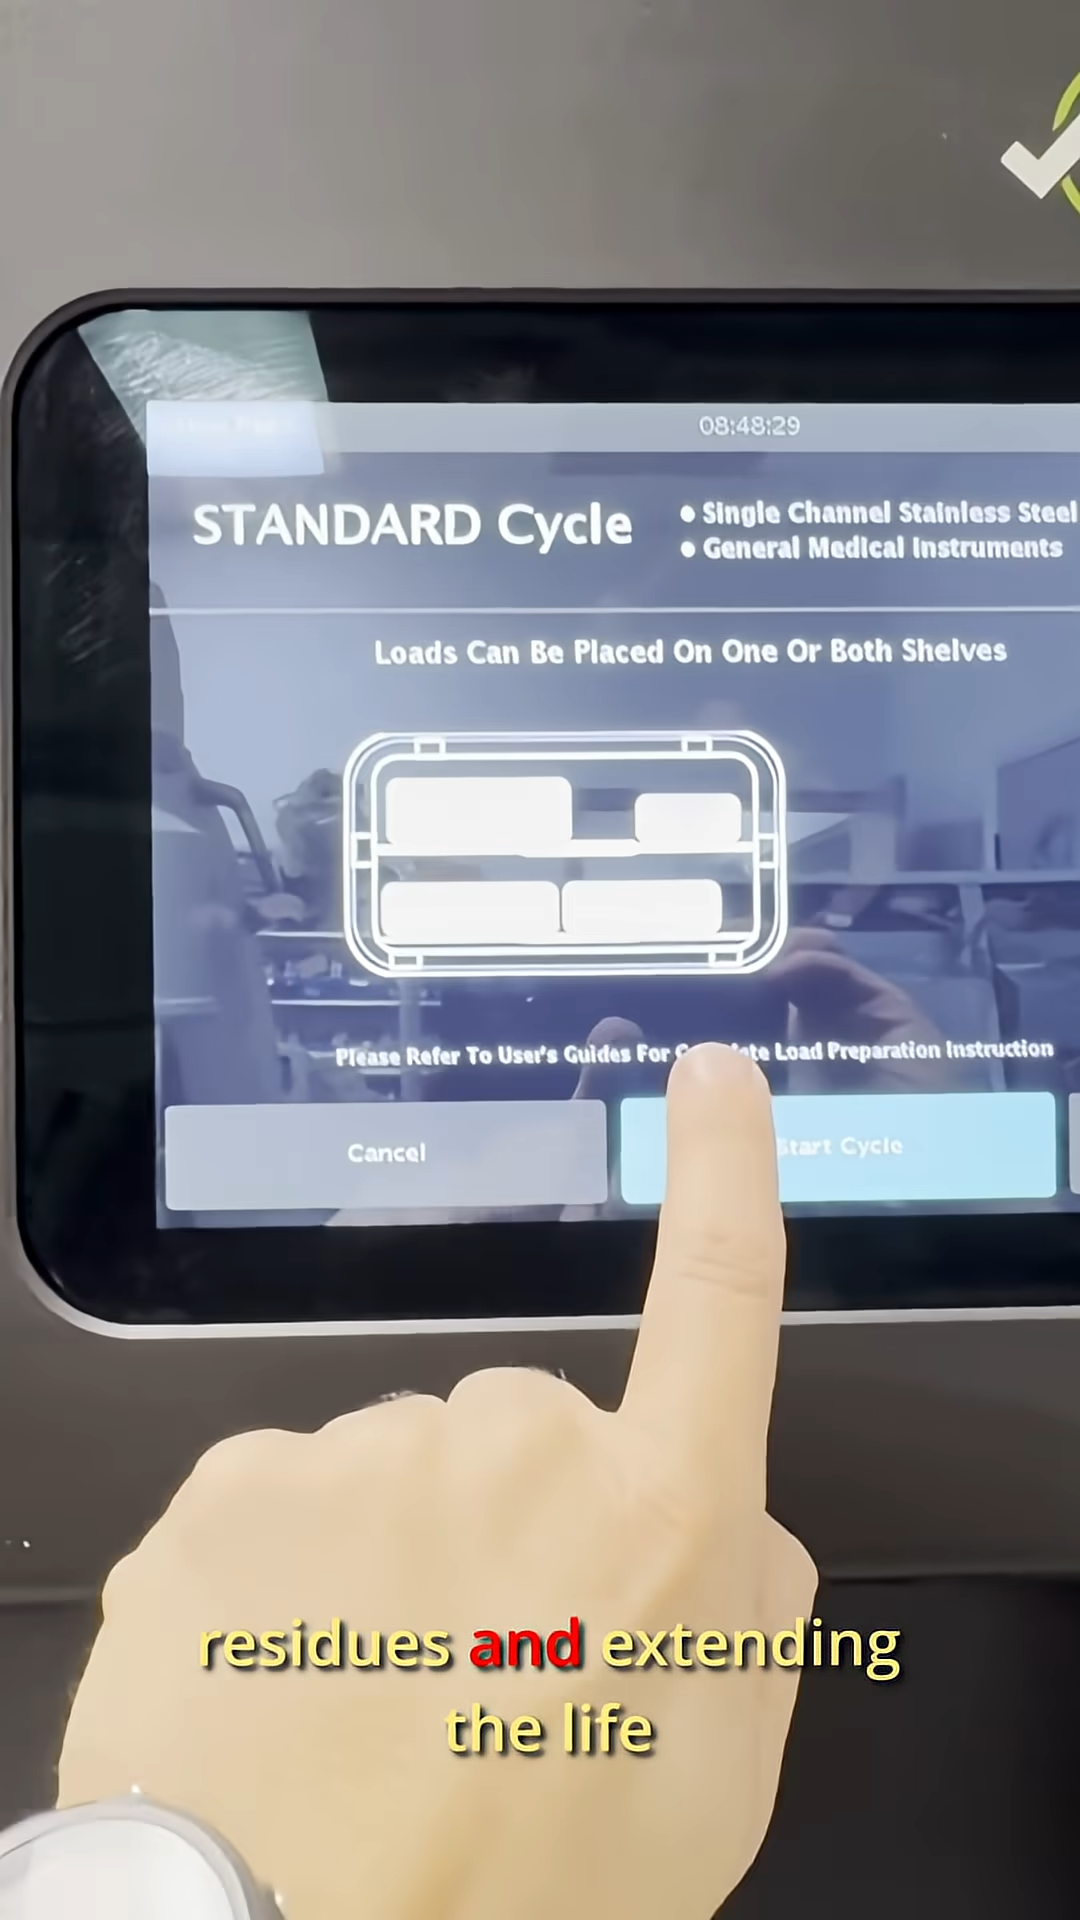 08:48:29
STANDARD Cycle
● Single Channel Stainless Steel
● General Medical Instruments
Loads Can Be Placed On One Or Both Shelves
Please Refer To User's Guides For Load Preparation Instruction
Cancel
Start Cycle
residues and extending
the life